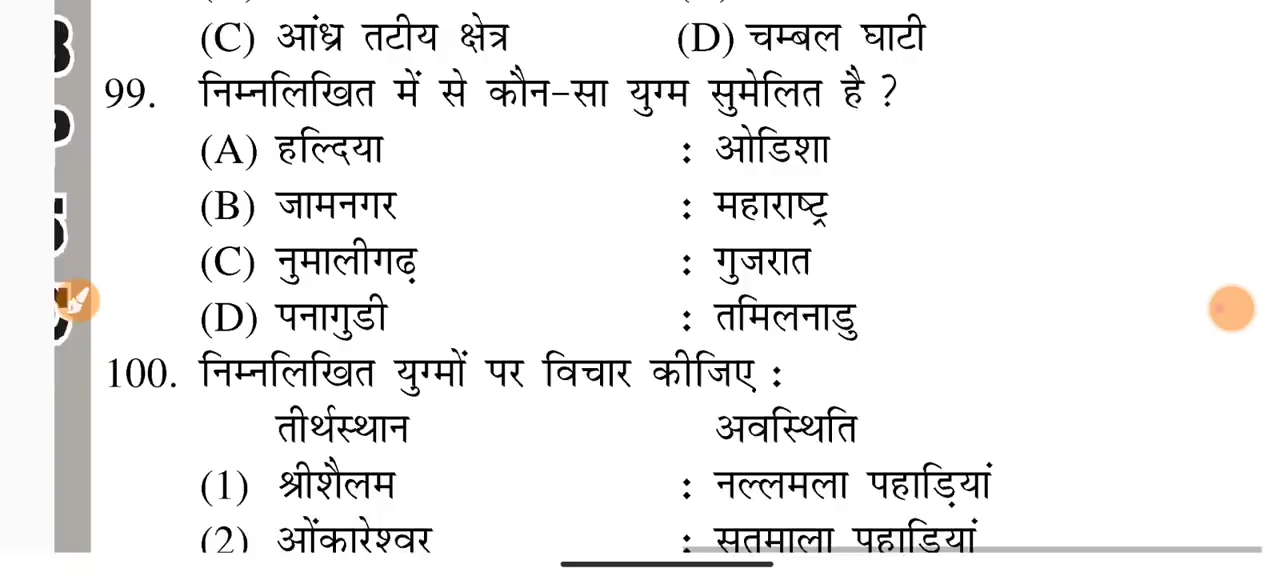 (C) आंध्र तटीय क्षेत्र (D) चम्बल घाटी
99. निम्नलिखित में से कौन-सा युग्म सुमेलित है ?
(A) हल्दिया : ओडिशा
(B) जामनगर : महाराष्ट्र
(C) नुमालीगढ़ : गुजरात
(D) पनागुडी : तमिलनाडु
100. निम्नलिखित युग्मों पर विचार कीजिए :
तीर्थस्थान अवस्थिति
(1) श्रीशैलम : नल्लमला पहाड़ियां
(2) ओंकारेश्वर : सतमाला पहाडियां